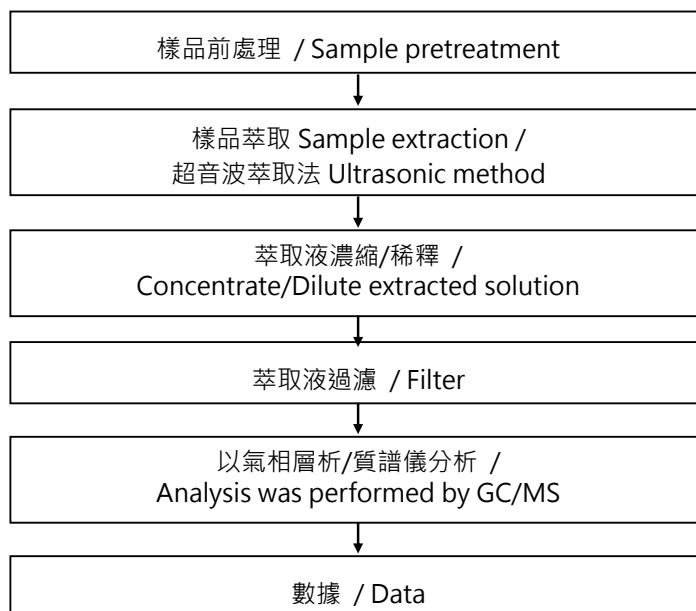 樣品前處理 / Sample pretreatment
樣品萃取 Sample extraction /
超音波萃取法 Ultrasonic method
萃取液濃縮/稀釋 /
Concentrate/Dilute extracted solution
萃取液過濾 / Filter
以氣相層析/質譜儀分析 /
Analysis was performed by GC/MS
數據 / Data